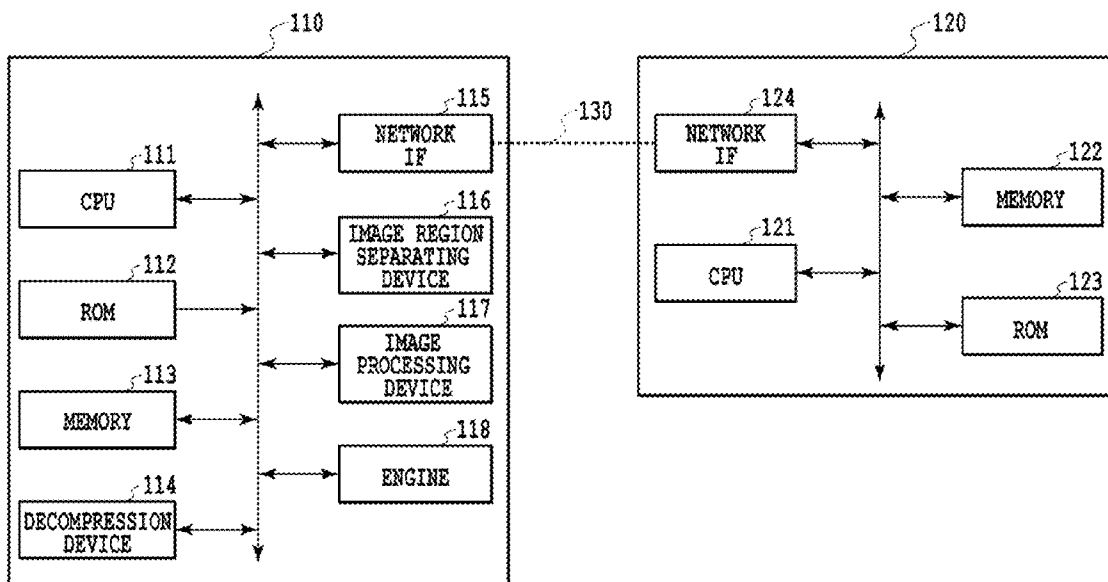 110
120
115
NETWORK
IF
130
124
NETWORK
IF
111
CPU
122
MEMORY
116
IMAGE REGION
SEPARATING
DEVICE
121
CPU
112
ROM
123
ROM
117
IMAGE
PROCESSING
DEVICE
113
MEMORY
118
ENGINE
114
DECOMPRESSION
DEVICE